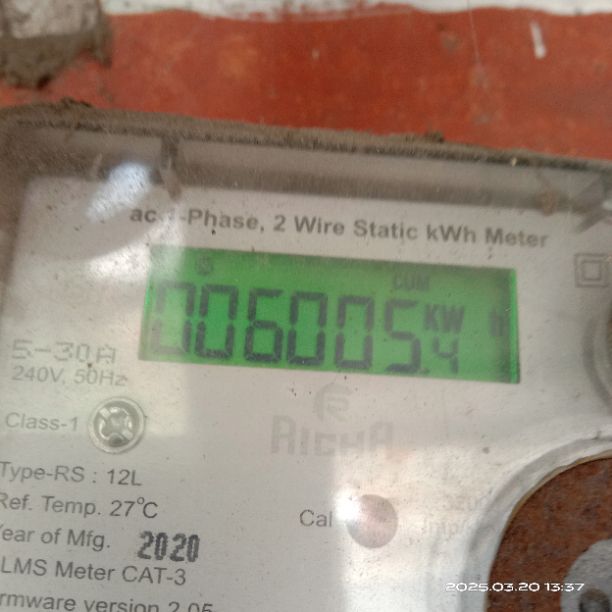 ac 1-Phase, 2 Wire Static kWh Meter
CUM
006005.4 KW h
5-30A
240V, 50Hz
Class-1
RICHA
Type-RS : 12L
Ref. Temp. 27°C
Cal
Year of Mfg. 2020
LMS Meter CAT-3
rmware version 2.05
2025.03.20 13:37